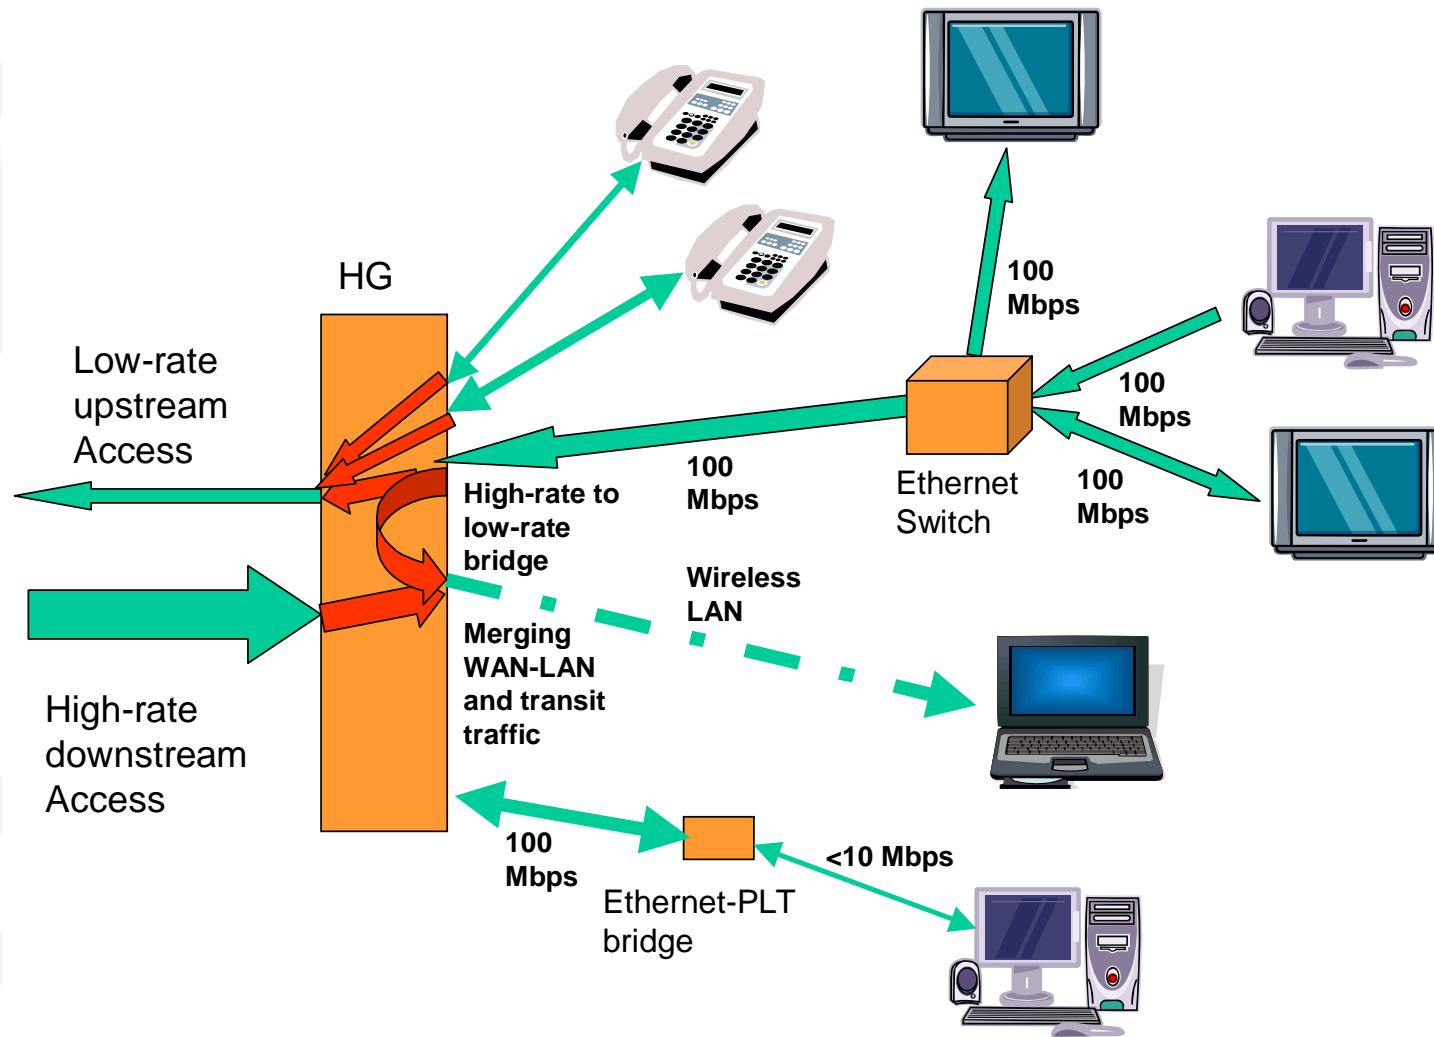 HG
Low-rate
upstream
Access
High-rate
downstream
Access
High-rate to
low-rate
bridge
Merging
WAN-LAN
and transit
traffic
100
Mbps
Wireless
LAN
100
Mbps
100
Mbps
100
Mbps
Ethernet
Switch
100
Mbps
<10 Mbps
Ethernet-PLT
bridge